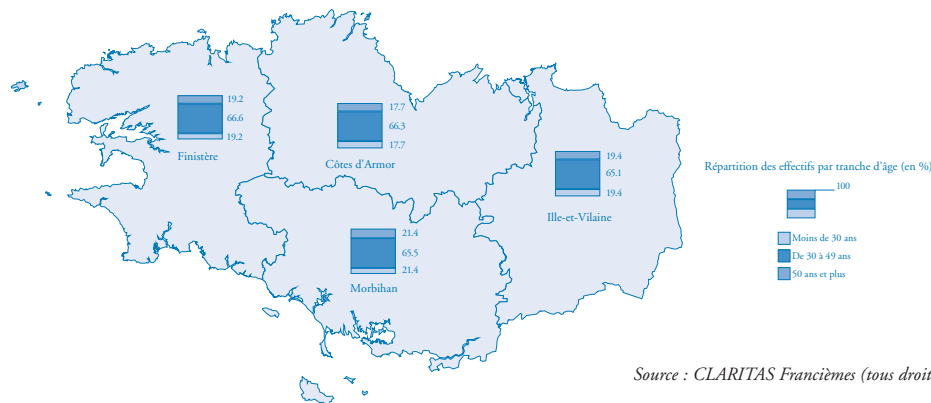 19.2
66.6
19.2
Finistère
17.7
66.3
17.7
Côtes d'Armor
19.4
65.1
19.4
Ille-et-Vilaine
21.4
65.5
21.4
Morbihan
Répartition des effectifs par tranche d'âge (en %)
100
Moins de 30 ans
De 30 à 49 ans
50 ans et plus
Source : CLARITAS Francièmes (tous droit